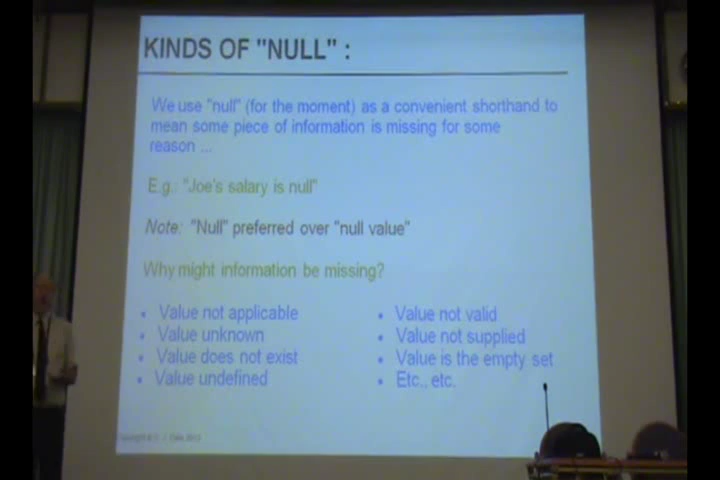 KINDS OF "NULL" :
We use "null" (for the moment) as a convenient shorthand to
mean some piece of information is missing for some
reason ...
E.g.: "Joe's salary is null"
Note: "Null" preferred over "null value"
Why might information be missing?
• Value not applicable
• Value unknown
• Value does not exist
• Value undefined
• Value not valid
• Value not supplied
• Value is the empty set
• Etc., etc.